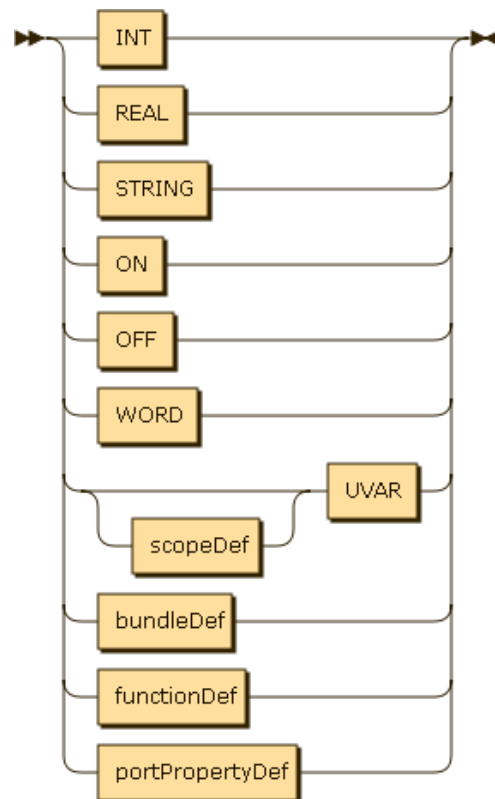 INT
REAL
STRING
ON
OFF
WORD
UVAR
scopeDef
bundleDef
functionDef
portPropertyDef